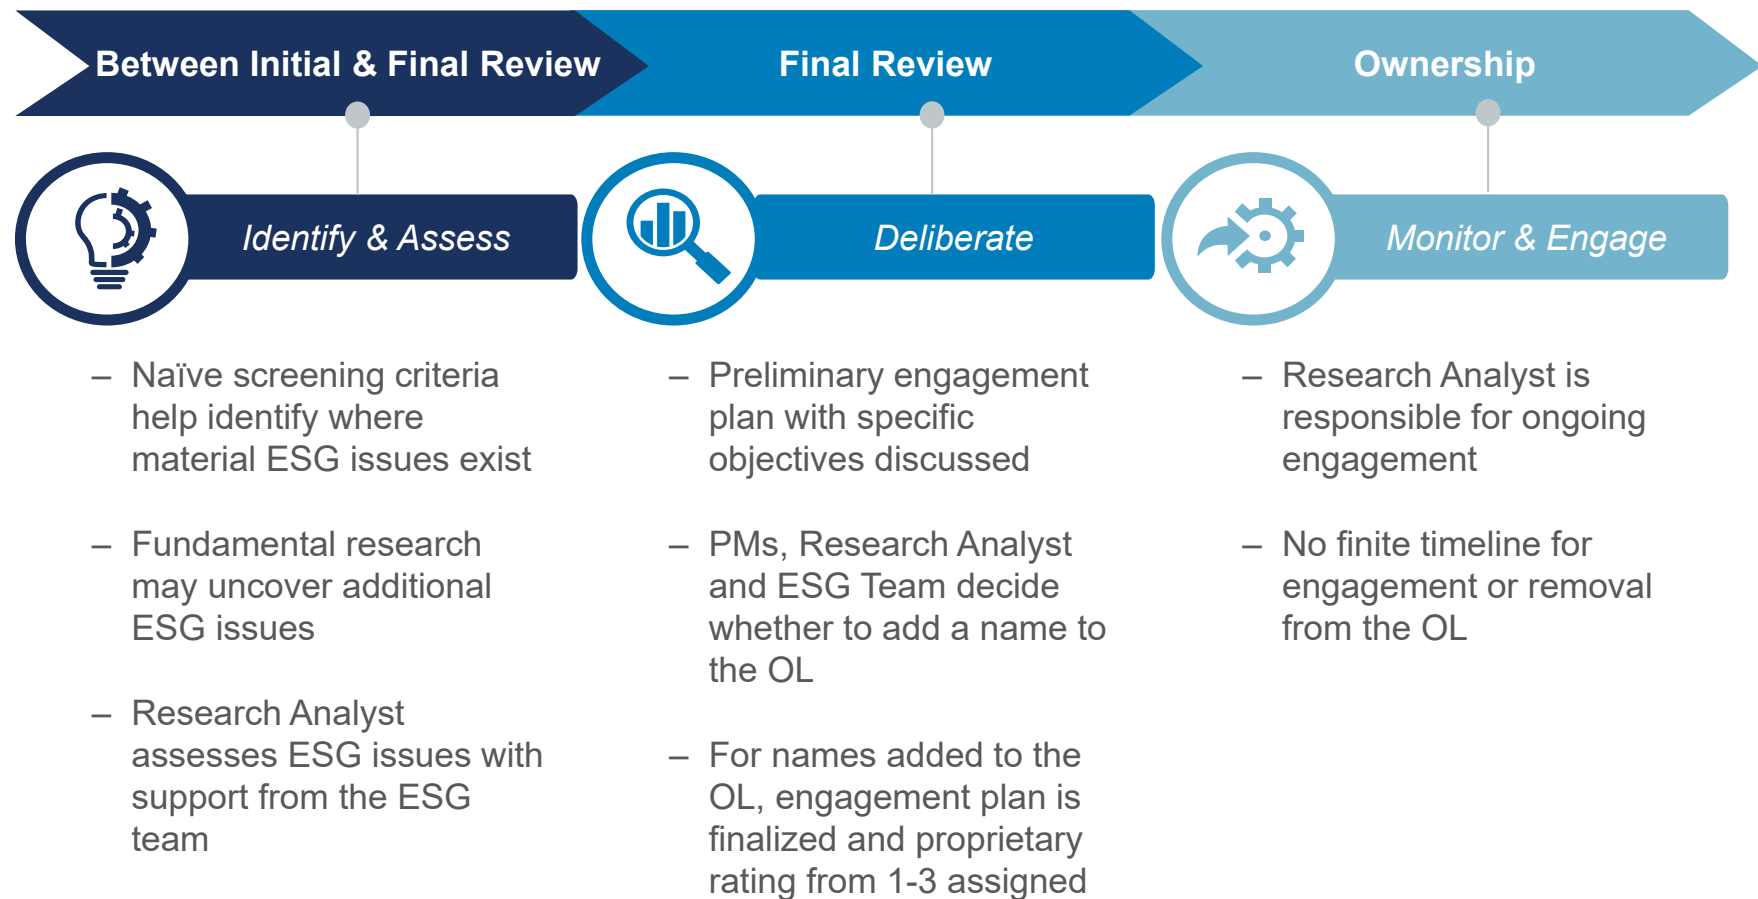 Between Initial & Final Review
Final Review
Ownership
Identify & Assess
Deliberate
Monitor & Engage
– Naïve screening criteria
help identify where
material ESG issues exist
– Fundamental research
may uncover additional
ESG issues
– Research Analyst
assesses ESG issues with
support from the ESG
team
– Preliminary engagement
plan with specific
objectives discussed
– PMs, Research Analyst
and ESG Team decide
whether to add a name to
the OL
– For names added to the
OL, engagement plan is
finalized and proprietary
rating from 1-3 assigned
– Research Analyst is
responsible for ongoing
engagement
– No finite timeline for
engagement or removal
from the OL